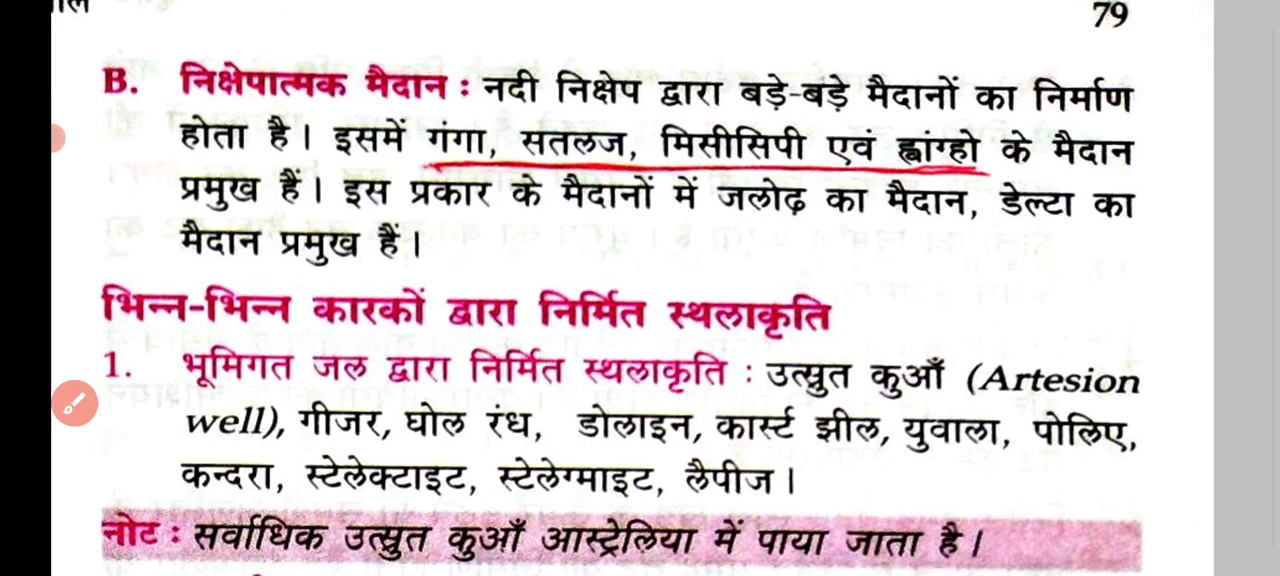 79
B. निक्षेपात्मक मैदान : नदी निक्षेप द्वारा बड़े-बड़े मैदानों का निर्माण
होता है। इसमें गंगा, सतलज, मिसीसिपी एवं ह्वांग्हो के मैदान
प्रमुख हैं। इस प्रकार के मैदानों में जलोढ़ का मैदान, डेल्टा का
मैदान प्रमुख हैं।
भिन्न-भिन्न कारकों द्वारा निर्मित स्थलाकृति
1. भूमिगत जल द्वारा निर्मित स्थलाकृति : उत्स्रुत कुआँ (Artesion
well), गीजर, घोल रंध, डोलाइन, कार्स्ट झील, युवाला, पोलिए,
कन्दरा, स्टेलेक्टाइट, स्टेलेग्माइट, लैपीज।
नोट : सर्वाधिक उत्स्रुत कुआँ आस्ट्रेलिया में पाया जाता है।